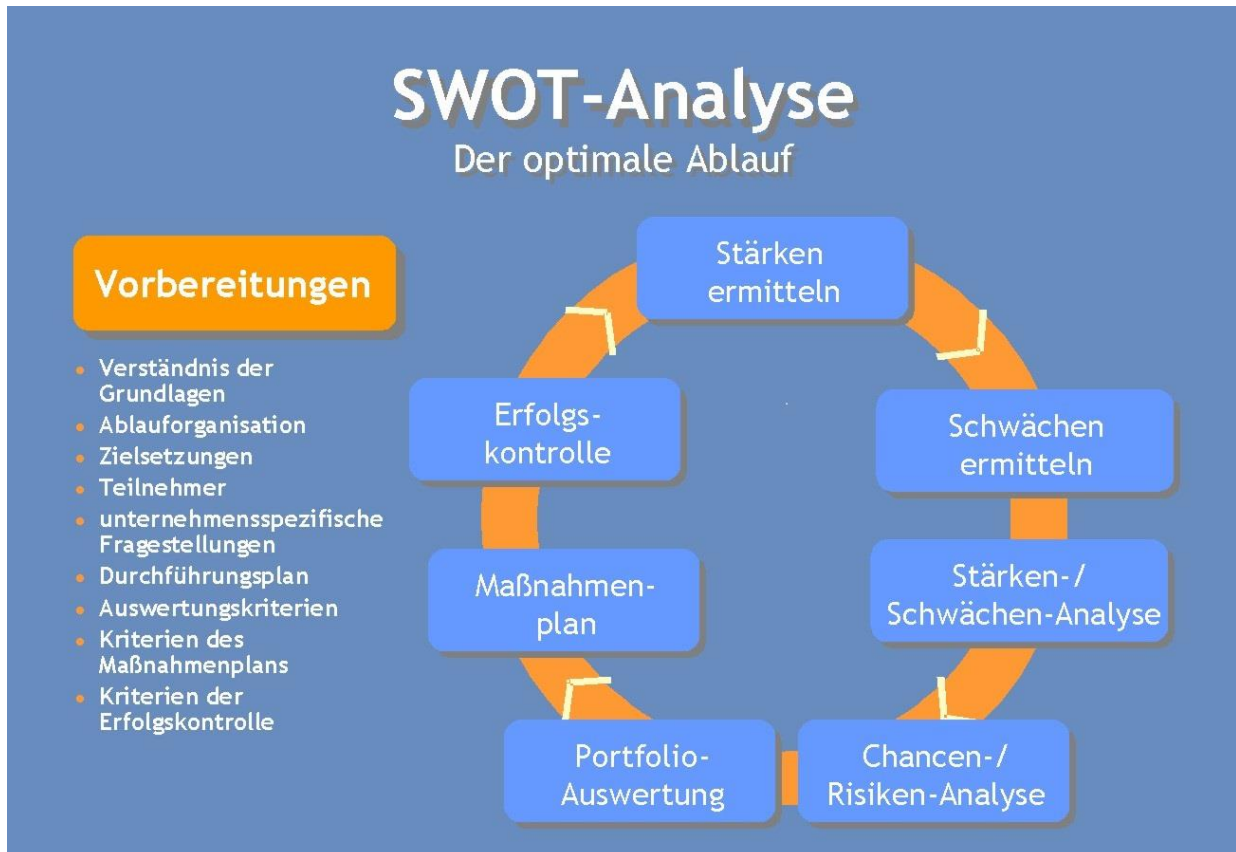 SWOT-Analyse
Der optimale Ablauf
Vorbereitungen
Verständnis der
Grundlagen
Ablauforganisation
Zielsetzungen
Teilnehmer
unternehmensspezifische
Fragestellungen
Durchführungsplan
Auswertungskriterien
Kriterien des
Maßnahmenplans
Kriterien der
Erfolgskontrolle
Stärken
ermitteln
Schwächen
ermitteln
Stärken-/
Schwächen-Analyse
Chancen-/
Risiken-Analyse
Portfolio-
Auswertung
Maßnahmen-
plan
Erfolgs-
kontrolle